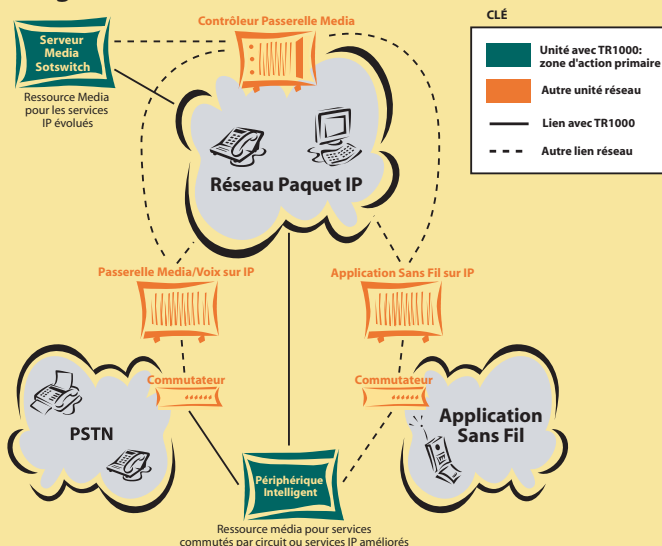 Contrôleur Passerelle Media
Serveur
Media
Sotswitch
Ressource Media
pour les services
IP évolués
CLÉ
Unité avec TR1000:
zone d'action primaire
Autre unité réseau
Lien avec TR1000
Autre lien réseau
Réseau Paquet IP
Passerelle Media/Voix sur IP
Application Sans Fil sur IP
Commutateur
Commutateur
PSTN
Application
Sans Fil
Périphérique
Intelligent
Ressource média pour services
commutés par circuit ou services IP améliorés